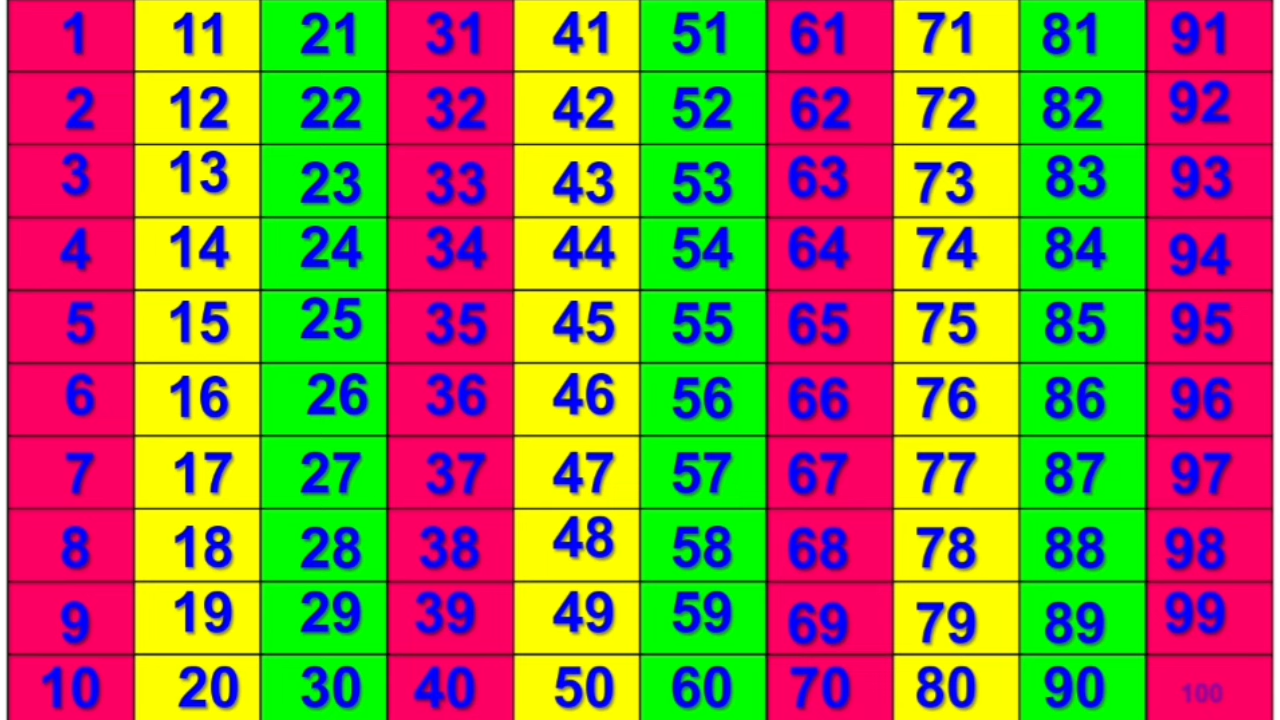 1 11 21 31 41 51 61 71 81 91
2 12 22 32 42 52 62 72 82 92
3 13 23 33 43 53 63 73 83 93
4 14 24 34 44 54 64 74 84 94
5 15 25 35 45 55 65 75 85 95
6 16 26 36 46 56 66 76 86 96
7 17 27 37 47 57 67 77 87 97
8 18 28 38 48 58 68 78 88 98
9 19 29 39 49 59 69 79 89 99
10 20 30 40 50 60 70 80 90 100